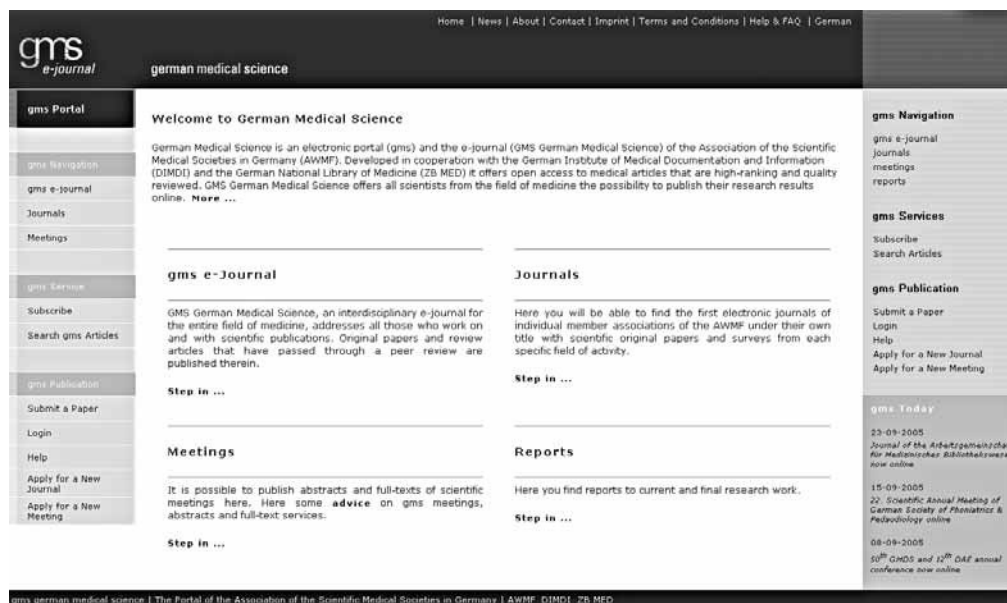 Home | News | About | Contact | Imprint | Terms and Conditions | Help & FAQ | German
gms
e-journal
german medical science
gms Portal
gms Navigation
gms e-journal
Journals
Meetings
gms Service
Subscribe
Search gms Articles
gms Publication
Submit a Paper
Login
Help
Apply for a New
Journal
Apply for a New
Meeting
Welcome to German Medical Science
German Medical Science is an electronic portal (gms) and the e-journal (GMS German Medical Science) of the Association of the Scientific
Medical Societies in Germany (AWMF). Developed in cooperation with the German Institute of Medical Documentation and Information
(DIMDI) and the German National Library of Medicine (ZB MED) it offers open access to medical articles that are high-ranking and quality
reviewed. GMS German Medical Science offers all scientists from the field of medicine the possibility to publish their research results
online. More ...
gms e-Journal
GMS German Medical Science, an interdisciplinary e-journal for
the entire field of medicine, addresses all those who work on
and with scientific publications. Original papers and review
articles that have passed through a peer review are
published therein.
Step in ...
Journals
Here you will be able to find the first electronic journals of
individual member associations of the AWMF under their own
title with scientific original papers and surveys from each
specific field of activity.
Step in ...
Meetings
It is possible to publish abstracts and full-texts of scientific
meetings here. Here some advice on gms meetings,
abstracts and full-text services.
Step in ...
Reports
Here you find reports to current and final research work.
Step in ...
gms Navigation
gms e-journal
journals
meetings
reports
gms Services
Subscribe
Search Articles
gms Publication
Submit a Paper
Login
Help
Apply for a New Journal
Apply for a New Meeting
gms Today
23-09-2005
Journal of the Arbeitsgemeinscha
für Medizinisches Bibliothekswese
now online
15-09-2005
22. Scientific Annual Meeting of
German Society of Phoniatrics &
Pedaudiology online
08-09-2005
50th GMDS and 12th DAE annual
conference now online
gms german medical science | The Portal of the Association of the Scientific Medical Societies in Germany | AWMF DIMDI ZB MED